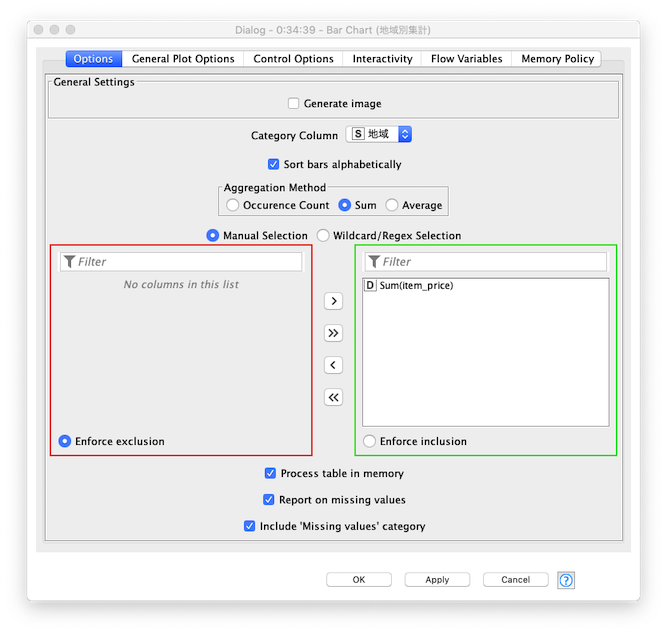 Dialog - 0:34:39 - Bar Chart (地域別集計)
Options General Plot Options Control Options Interactivity Flow Variables Memory Policy
General Settings
Generate image
Category Column S 地域
Sort bars alphabetically
Aggregation Method
Occurence Count Sum Average
Manual Selection Wildcard/Regex Selection
Filter
No columns in this list
Enforce exclusion
>
>>
<
<<
Filter
D Sum(item_price)
Enforce inclusion
Process table in memory
Report on missing values
Include 'Missing values' category
OK Apply Cancel ?